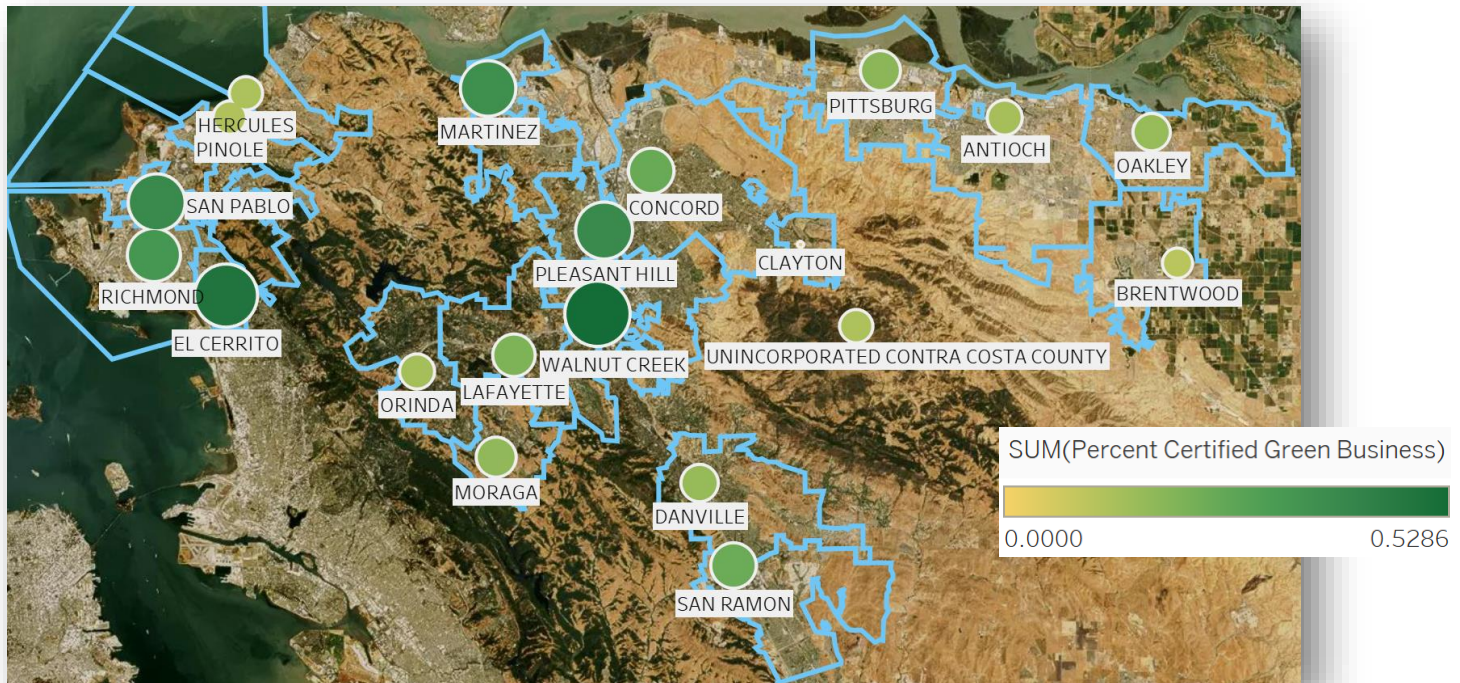 PITTSBURG
HERCULES
MARTINEZ
PINOLE
ANTIOCH
OAKLEY
SAN PABLO
CONCORD
CLAYTON
PLEASANT HILL
RICHMOND
BRENTWOOD
EL CERRITO
WALNUT CREEK
UNINCORPORATED CONTRA COSTA COUNTY
LAFAYETTE
ORINDA
MORAGA
DANVILLE
SAN RAMON
SUM(Percent Certified Green Business)
0.0000
0.5286